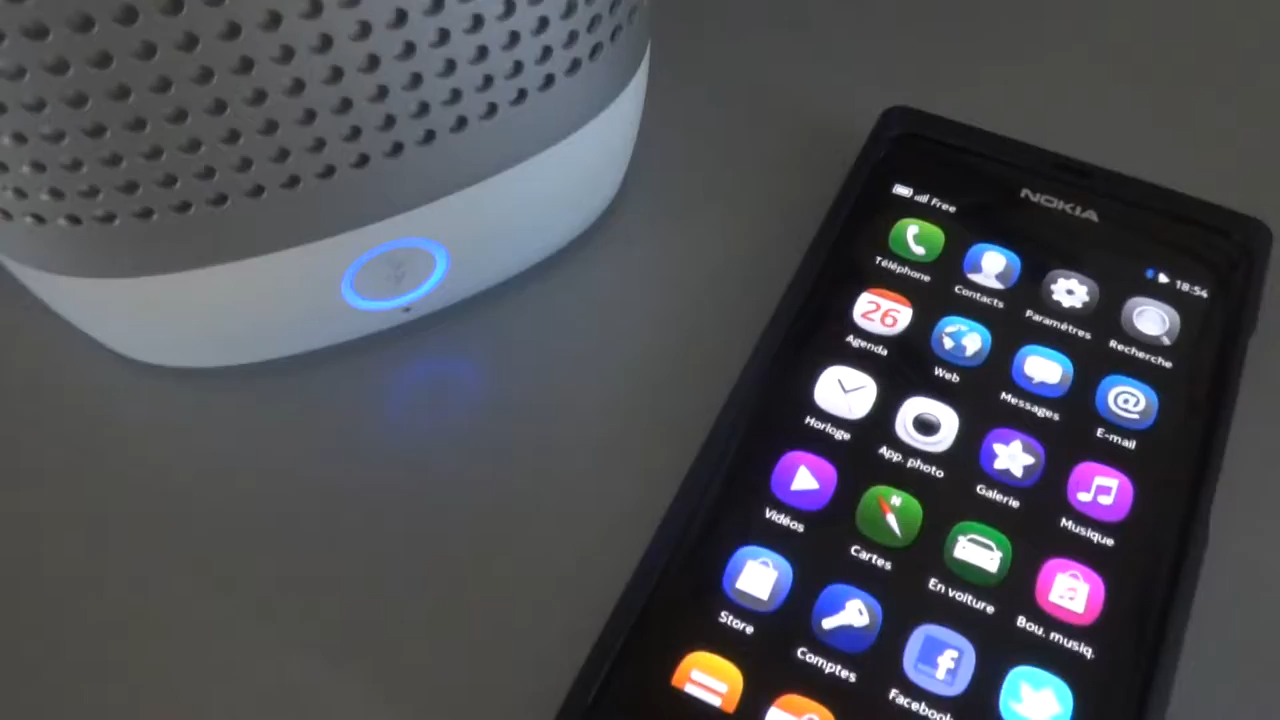 NOKIA
Free
18:54
Téléphone
Contacts
Paramètres
Recherche
26
Agenda
Web
Messages
@
E-mail
Horloge
App. photo
Galerie
Musique
Vidéos
N
Cartes
En voiture
Bou. musiq.
Store
Comptes
f
Facebook